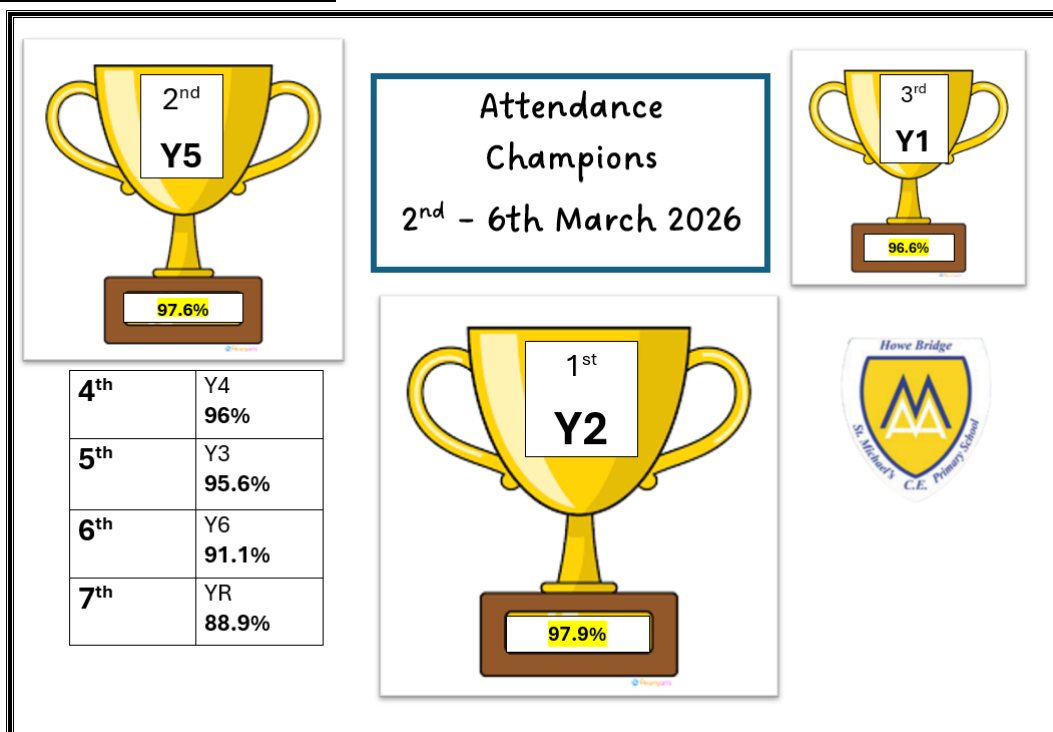 2nd
Y5
97.6%
Attendance
Champions
2nd – 6th March 2026
3rd
Y1
96.6%
1st
Y2
97.9%
4th Y4
96%
5th Y3
95.6%
6th Y6
91.1%
7th YR
88.9%
Howe Bridge
St. Michael's C.E. Primary School